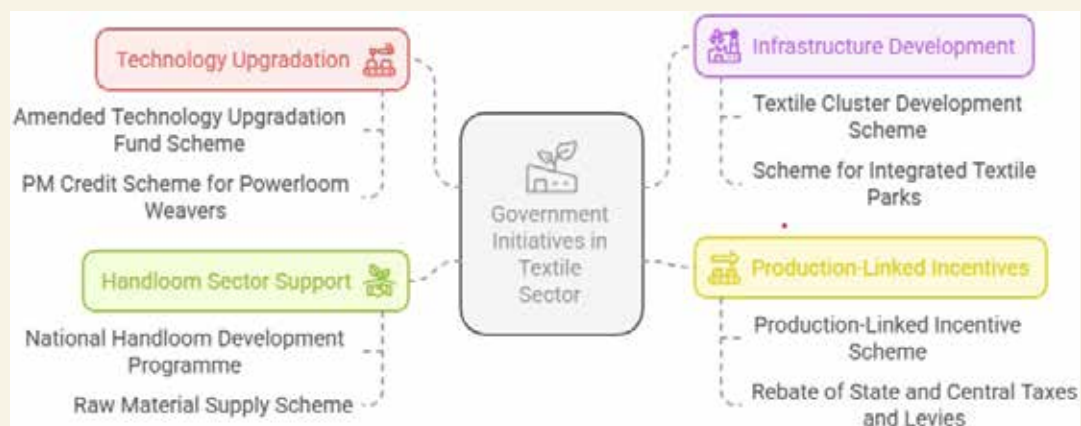 Technology Upgradation
Amended Technology Upgradation
Fund Scheme
PM Credit Scheme for Powerloom
Weavers
Handloom Sector Support
National Handloom Development
Programme
Raw Material Supply Scheme
Government
Initiatives in
Textile
Sector
Infrastructure Development
Textile Cluster Development
Scheme
Scheme for Integrated Textile
Parks
Production-Linked Incentives
Production-Linked Incentive
Scheme
Rebate of State and Central Taxes
and Levies